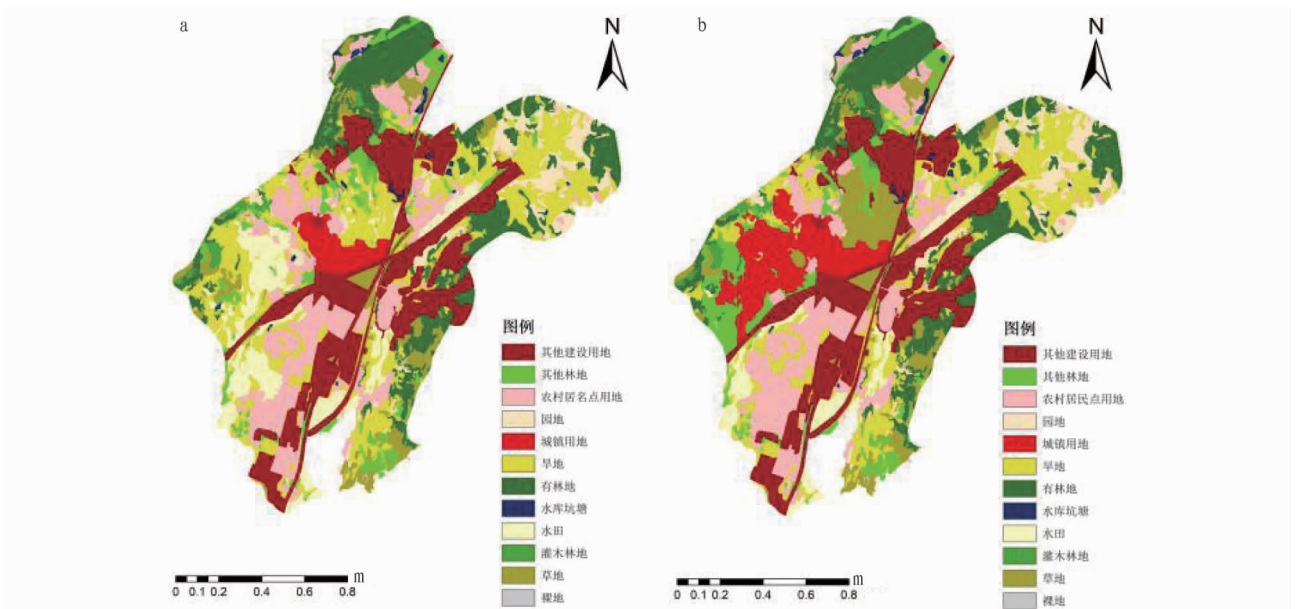 a
N
图例
其他建设用地
其他林地
农村居名点用地
园地
城镇用地
旱地
有林地
水库坑塘
水田
灌木林地
草地
裸地
m
0 0.1 0.2 0.4 0.6 0.8
b
N
图例
其他建设用地
其他林地
农村居民点用地
园地
城镇用地
旱地
有林地
水库坑塘
水田
灌木林地
草地
裸地
m
0 0.1 0.2 0.4 0.6 0.8